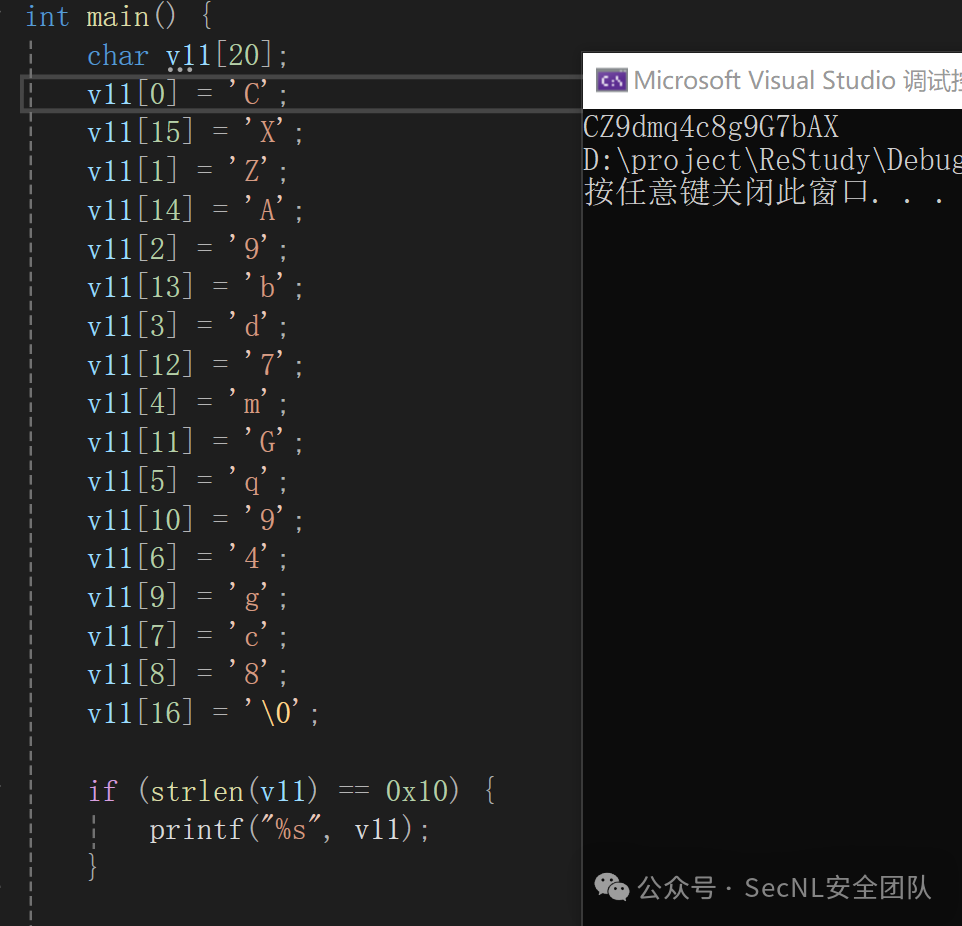 int main() {
char v11[20];
v11[0] = 'C';
v11[15] = 'X';
v11[1] = 'Z';
v11[14] = 'A';
v11[2] = '9';
v11[13] = 'b';
v11[3] = 'd';
v11[12] = '7';
v11[4] = 'm';
v11[11] = 'G';
v11[5] = 'q';
v11[10] = '9';
v11[6] = '4';
v11[9] = 'g';
v11[7] = 'c';
v11[8] = '8';
v11[16] = '\0';
if (strlen(v11) == 0x10) {
printf("%s", v11);
}
Microsoft Visual Studio 调试控
CZ9dmq4c8g9G7bAX
D:\project\ReStudy\Debug
按任意键关闭此窗口. . .
公众号 · SecNL安全团队